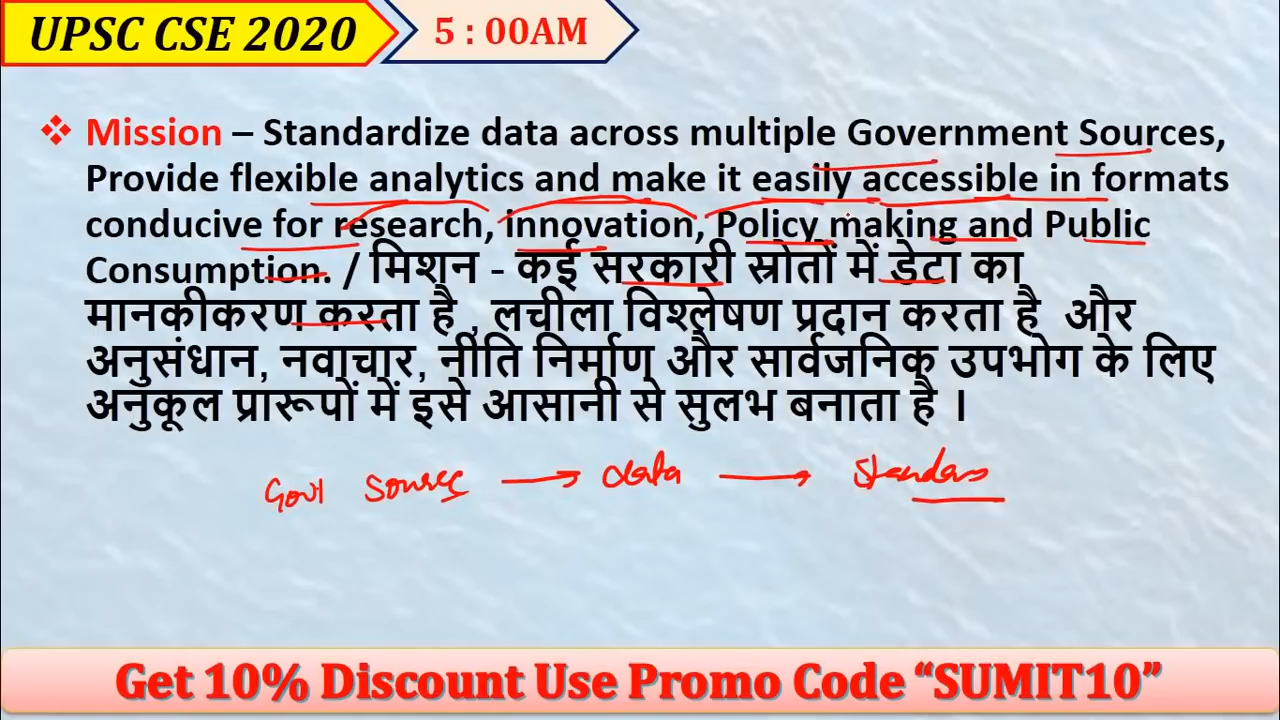 UPSC CSE 2020
5 : 00AM
❖ Mission – Standardize data across multiple Government Sources,
Provide flexible analytics and make it easily accessible in formats
conducive for research, innovation, Policy making and Public
Consumption. / मिशन - कई सरकारी स्रोतों में डेटा का
मानकीकरण करता है , लचीला विश्लेषण प्रदान करता है और
अनुसंधान, नवाचार, नीति निर्माण और सार्वजनिक उपभोग के लिए
अनुकूल प्रारूपों में इसे आसानी से सुलभ बनाता है ।
Govt Source → data →
Get 10% Discount Use Promo Code “SUMIT10”